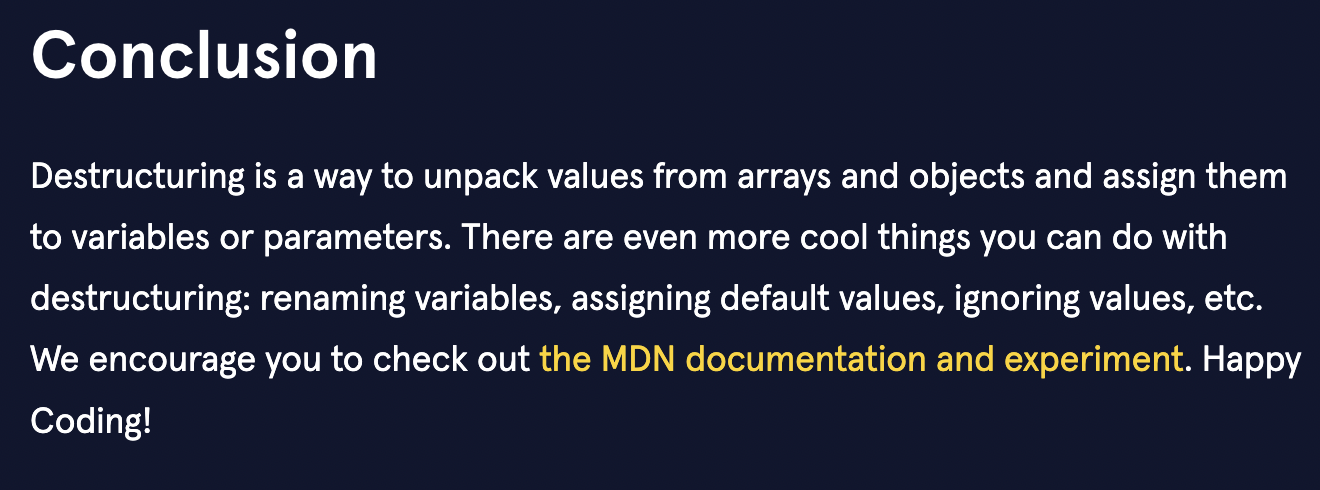 Conclusion
Destructuring is a way to unpack values from arrays and objects and assign them
to variables or parameters. There are even more cool things you can do with
destructuring: renaming variables, assigning default values, ignoring values, etc.
We encourage you to check out the MDN documentation and experiment. Happy
Coding!